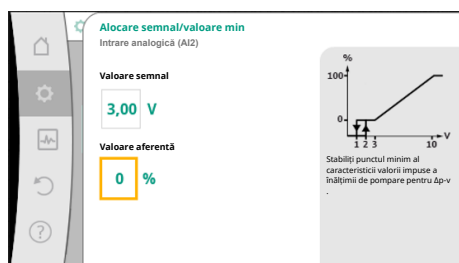 Alocare semnal/valoare min
Intrare analogică (AI2)
Valoare semnal
3,00 V
Valoare aferentă
0 %
%
100
0
1 2 3 10 V
Stabiliți punctul minim al
caracteristicii valorii impuse a
înălțimii de pompare pentru Δp-v
.
?